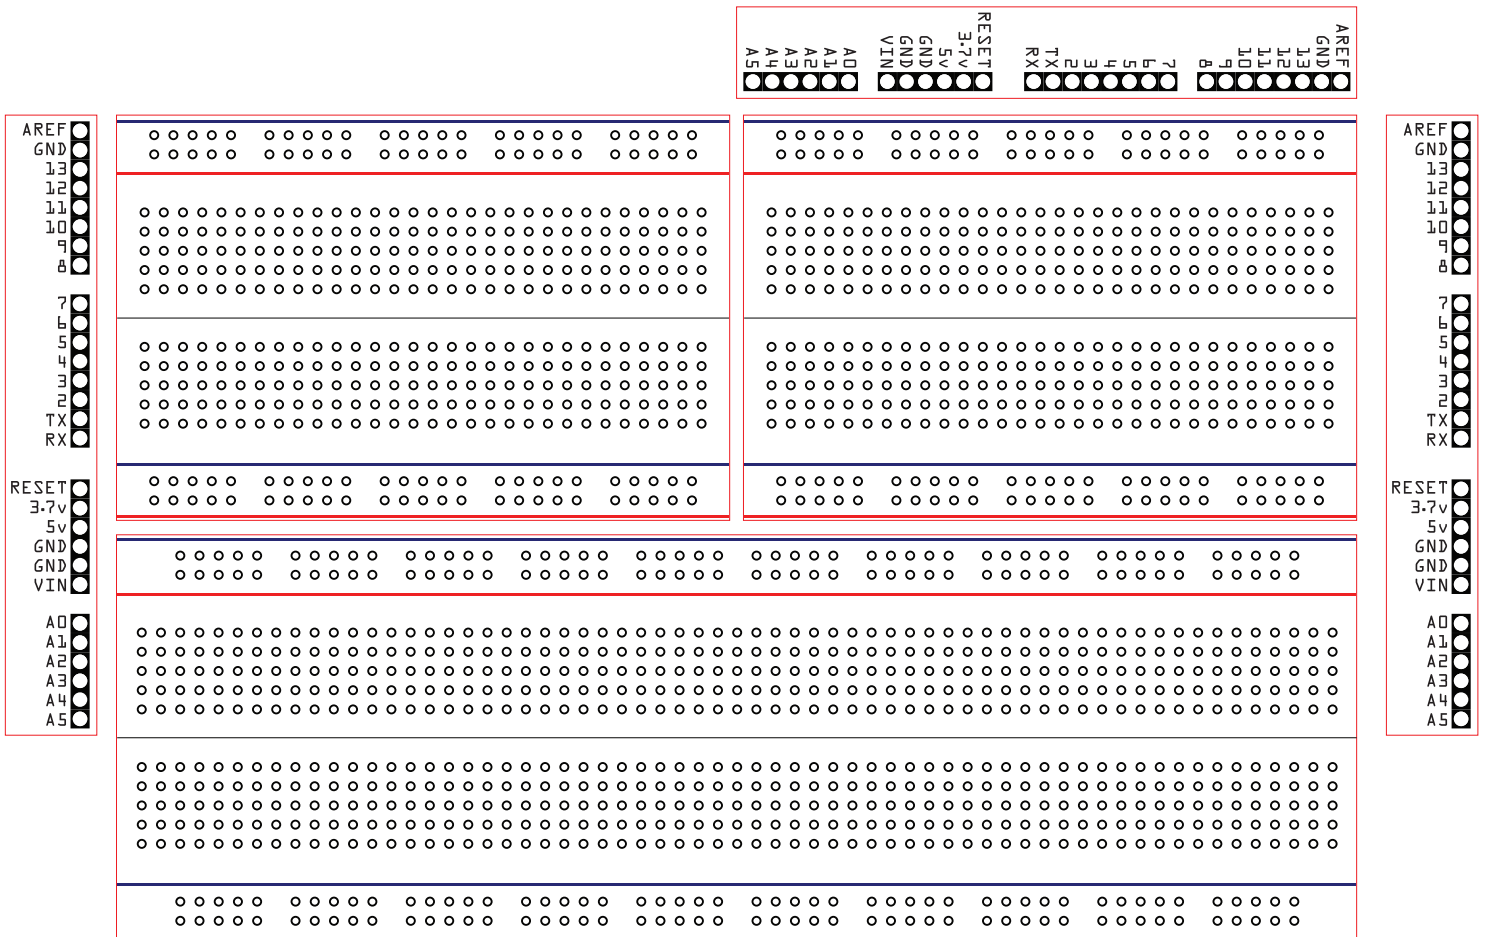 A5
A4
A3
A2
A1
A0
VIN
GND
GND
5v
3.7v
RESET
RX
TX
2
3
4
5
6
7
8
9
10
11
12
13
GND
AREF
AREF
GND
13
12
11
10
9
8
7
6
5
4
3
2
TX
RX
RESET
3.7v
5v
GND
GND
VIN
A0
A1
A2
A3
A4
A5
AREF
GND
13
12
11
10
9
8
7
6
5
4
3
2
TX
RX
RESET
3.7v
5v
GND
GND
VIN
A0
A1
A2
A3
A4
A5